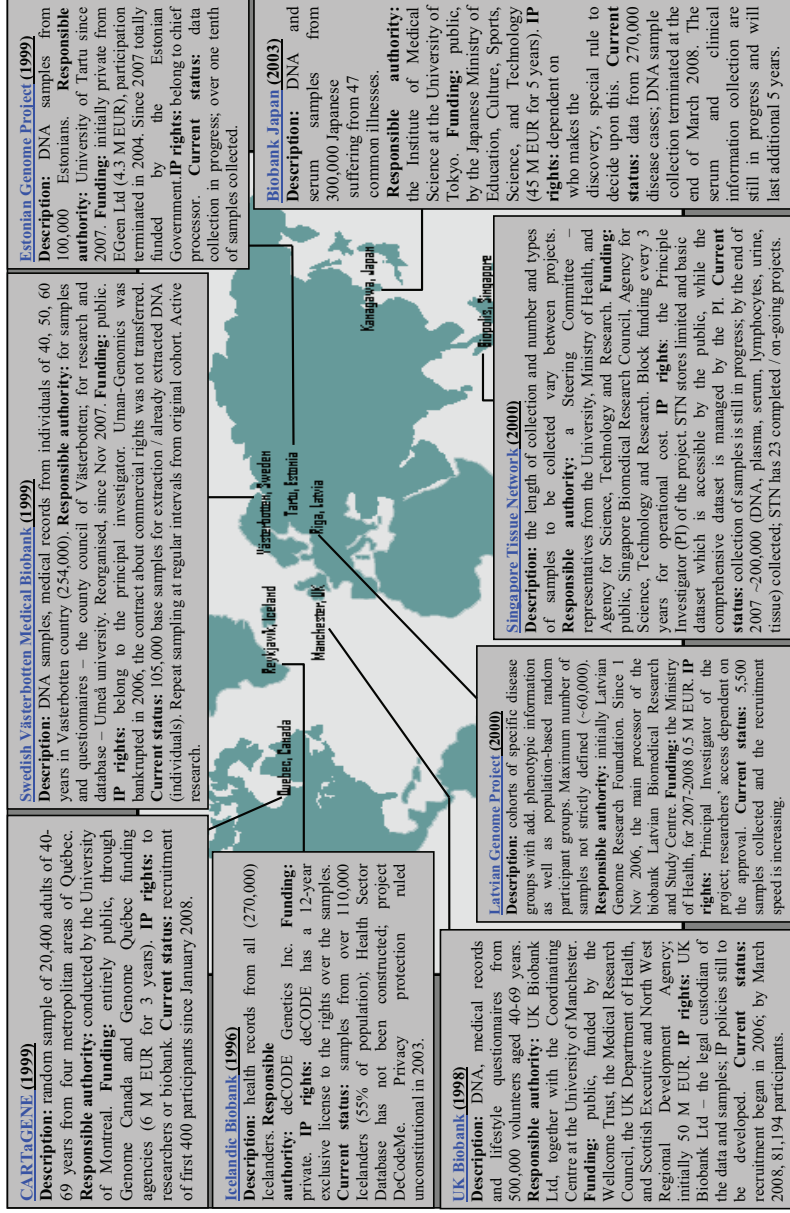 CARTaGENE (1999)
Description: random sample of 20,400 adults of 40-
69 years from four metropolitan areas of Québec.
Responsible authority: conducted by the University
of Montreal. Funding: entirely public, through
Genome Canada and Genome Québec funding
agencies (6 M EUR for 3 years). IP rights: to
researchers or biobank. Current status: recruitment
of first 400 participants since January 2008.
Swedish Västerbotten Medical Biobank (1999)
Description: DNA samples, medical records from individuals of 40, 50, 60
years in Vasterbotten country (254,000). Responsible authority: for samples
and questionnaires – the county council of Västerbotten; for research and
database – Umeå university. Reorganised, since Nov 2007. Funding: public.
IP rights: belong to the principal investigator. Uman-Genomics was
bankrupted in 2006, the contract about commercial rights was not transferred.
Current status: 105,000 base samples for extraction / already extracted DNA
(individuals). Repeat sampling at regular intervals from original cohort. Active
research.
Estonian Genome Project (1999)
Description: DNA samples from
100,000 Estonians. Responsible
authority: University of Tartu since
2007. Funding: initially private from
EGeen Ltd (4.3 M EUR), participation
terminated in 2004. Since 2007 totally
funded by the Estonian
Government.IP rights: belong to chief
processor. Current status: data
collection in progress; over one tenth
of samples collected.
Icelandic Biobank (1996)
Description: health records from all (270,000)
Icelanders. Responsible
authority: deCODE Genetics Inc. Funding:
private. IP rights: deCODE has a 12-year
exclusive license to the rights over the samples.
Current status: samples from over 110,000
Icelanders (55% of population); Health Sector
Database has not been constructed; project
DeCodeMe. Privacy protection ruled
unconstitutional in 2003.
Quebec, Canada
Reykjavik, Iceland
Manchester, UK
Västerbotten, Sweden
Tartu, Estonia
Riga, Latvia
Kanagawa, Japan
Biopolis, Singapore
Biobank Japan (2003)
Description: DNA and
serum samples from
300,000 Japanese
suffering from 47
common illnesses.
Responsible authority:
the Institute of Medical
Science at the University of
Tokyo. Funding: public,
by the Japanese Ministry of
Education, Culture, Sports,
Science, and Technology
(45 M EUR for 5 years). IP
rights: dependent on
who makes the
discovery, special rule to
decide upon this. Current
status: data from 270,000
disease cases; DNA sample
collection terminated at the
end of March 2008. The
serum and clinical
information collection are
still in progress and will
last additional 5 years.
UK Biobank (1998)
Description: DNA, medical records
and lifestyle questionnaires from
500,000 volunteers aged 40–69 years.
Responsible authority: UK Biobank
Ltd, together with the Coordinating
Centre at the University of Manchester.
Funding: public, funded by the
Wellcome Trust, the Medical Research
Council, the UK Department of Health,
and Scottish Executive and North West
Regional Development Agency;
initially 50 M EUR. IP rights: UK
Biobank Ltd – the legal custodian of
the data and samples; IP policies still to
be developed. Current status:
recruitment began in 2006; by March
2008, 81,194 participants.
Latvian Genome Project (2000)
Description: cohorts of specific disease
groups with add. phenotypic information
as well as population-based random
participant groups. Maximum number of
samples not strictly defined (~60,000).
Responsible authority: initially Latvian
Genome Research Foundation. Since 1
Nov 2006, the main processor of the
biobank Latvian Biomedical Research
and Study Centre. Funding: the Ministry
of Health, for 2007-2008 0.5 M EUR. IP
rights: Principal Investigator of the
project; researchers' access dependent on
the approval. Current status: 5,500
samples collected and the recruitment
speed is increasing.
Singapore Tissue Network (2000)
Description: the length of collection and number and types
of samples to be collected vary between projects.
Responsible authority: a Steering Committee –
representatives from the University, Ministry of Health, and
Agency for Science, Technology and Research. Funding:
public, Singapore Biomedical Research Council, Agency for
Science, Technology and Research. Block funding every 3
years for operational cost. IP rights: the Principle
Investigator (PI) of the project. STN stores limited and basic
dataset which is accessible by the public, while the
comprehensive dataset is managed by the PI. Current
status: collection of samples is still in progress; by the end of
2007 ~200,000 (DNA, plasma, serum, lymphocytes, urine,
tissue) collected; STN has 23 completed / on-going projects.